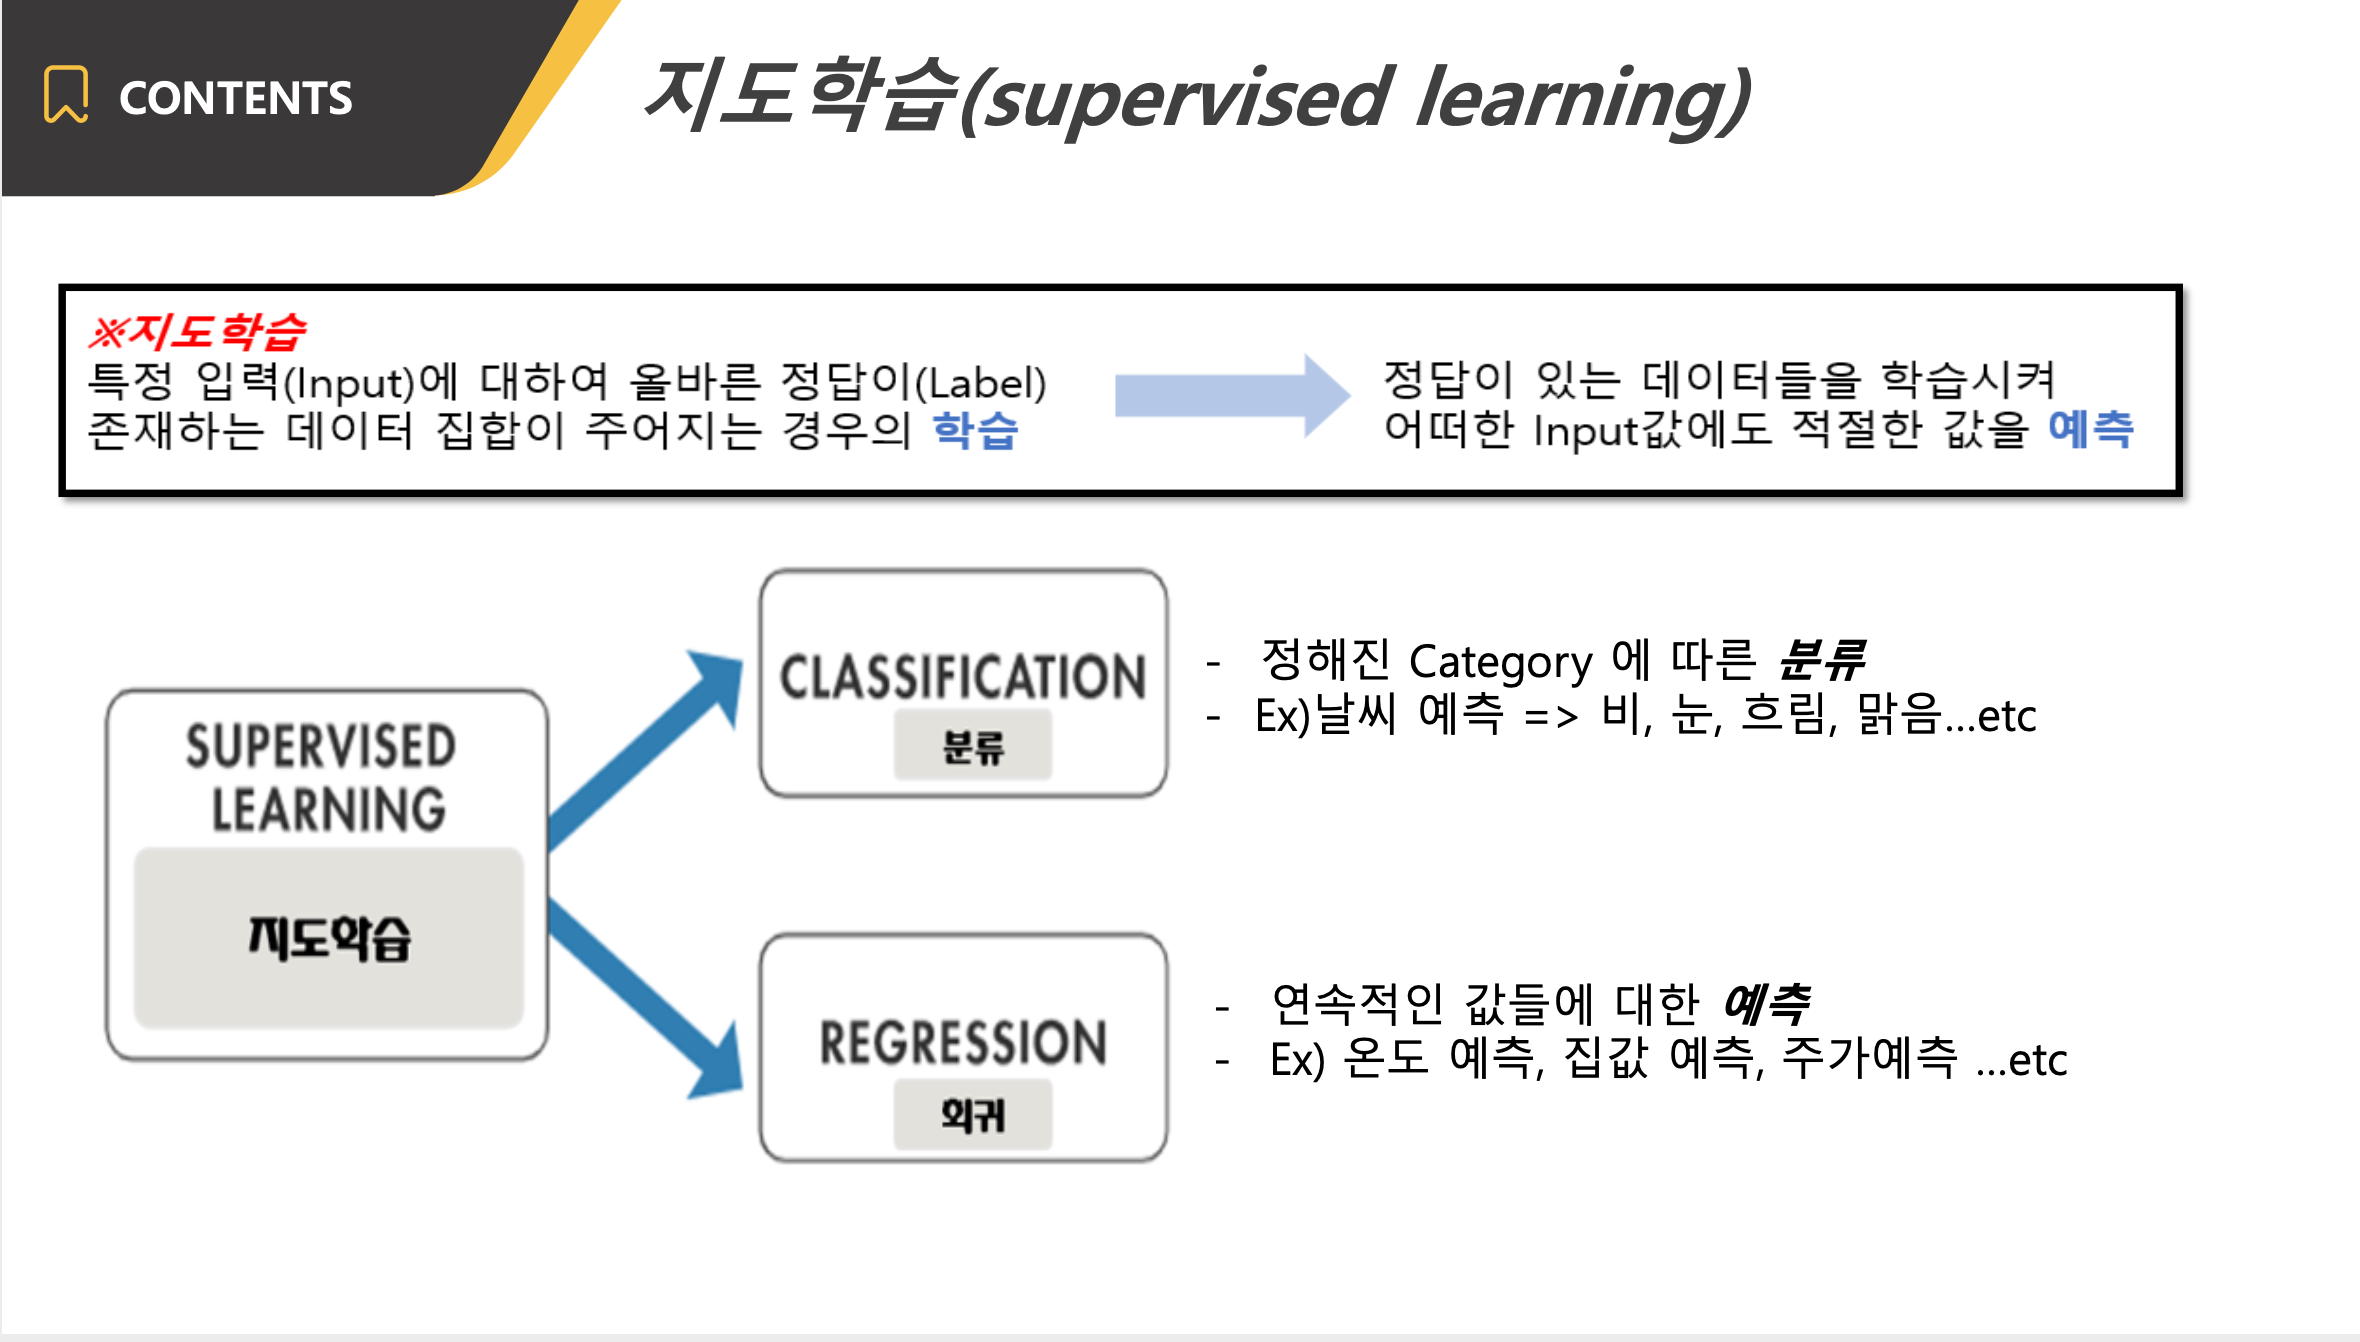 CONTENTS
지도학습(supervised learning)
※지도학습
특정 입력(Input)에 대하여 올바른 정답이(Label)
존재하는 데이터 집합이 주어지는 경우의 학습
정답이 있는 데이터들을 학습시켜
어떠한 Input값에도 적절한 값을 예측
SUPERVISED
LEARNING
지도학습
CLASSIFICATION
분류
- 정해진 Category 에 따른 분류
- Ex)날씨 예측 => 비, 눈, 흐림, 맑음...etc
REGRESSION
회귀
- 연속적인 값들에 대한 예측
- Ex) 온도 예측, 집값 예측, 주가예측 ...etc